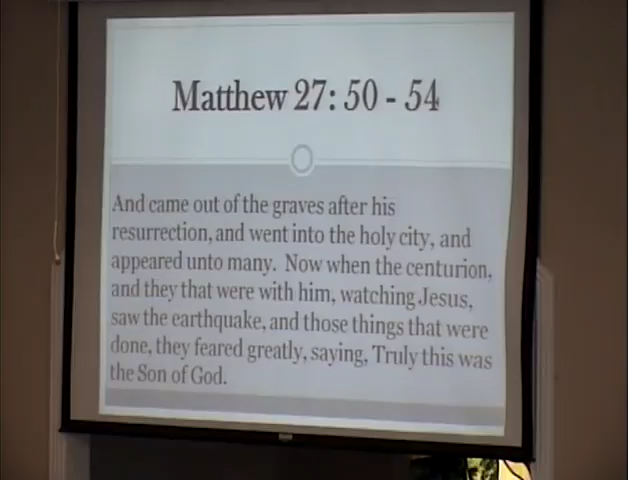 Matthew 27: 50 - 54
And came out of the graves after his
resurrection, and went into the holy city, and
appeared unto many. Now when the centurion,
and they that were with him, watching Jesus,
saw the earthquake, and those things that were
done, they feared greatly, saying, Truly this was
the Son of God.